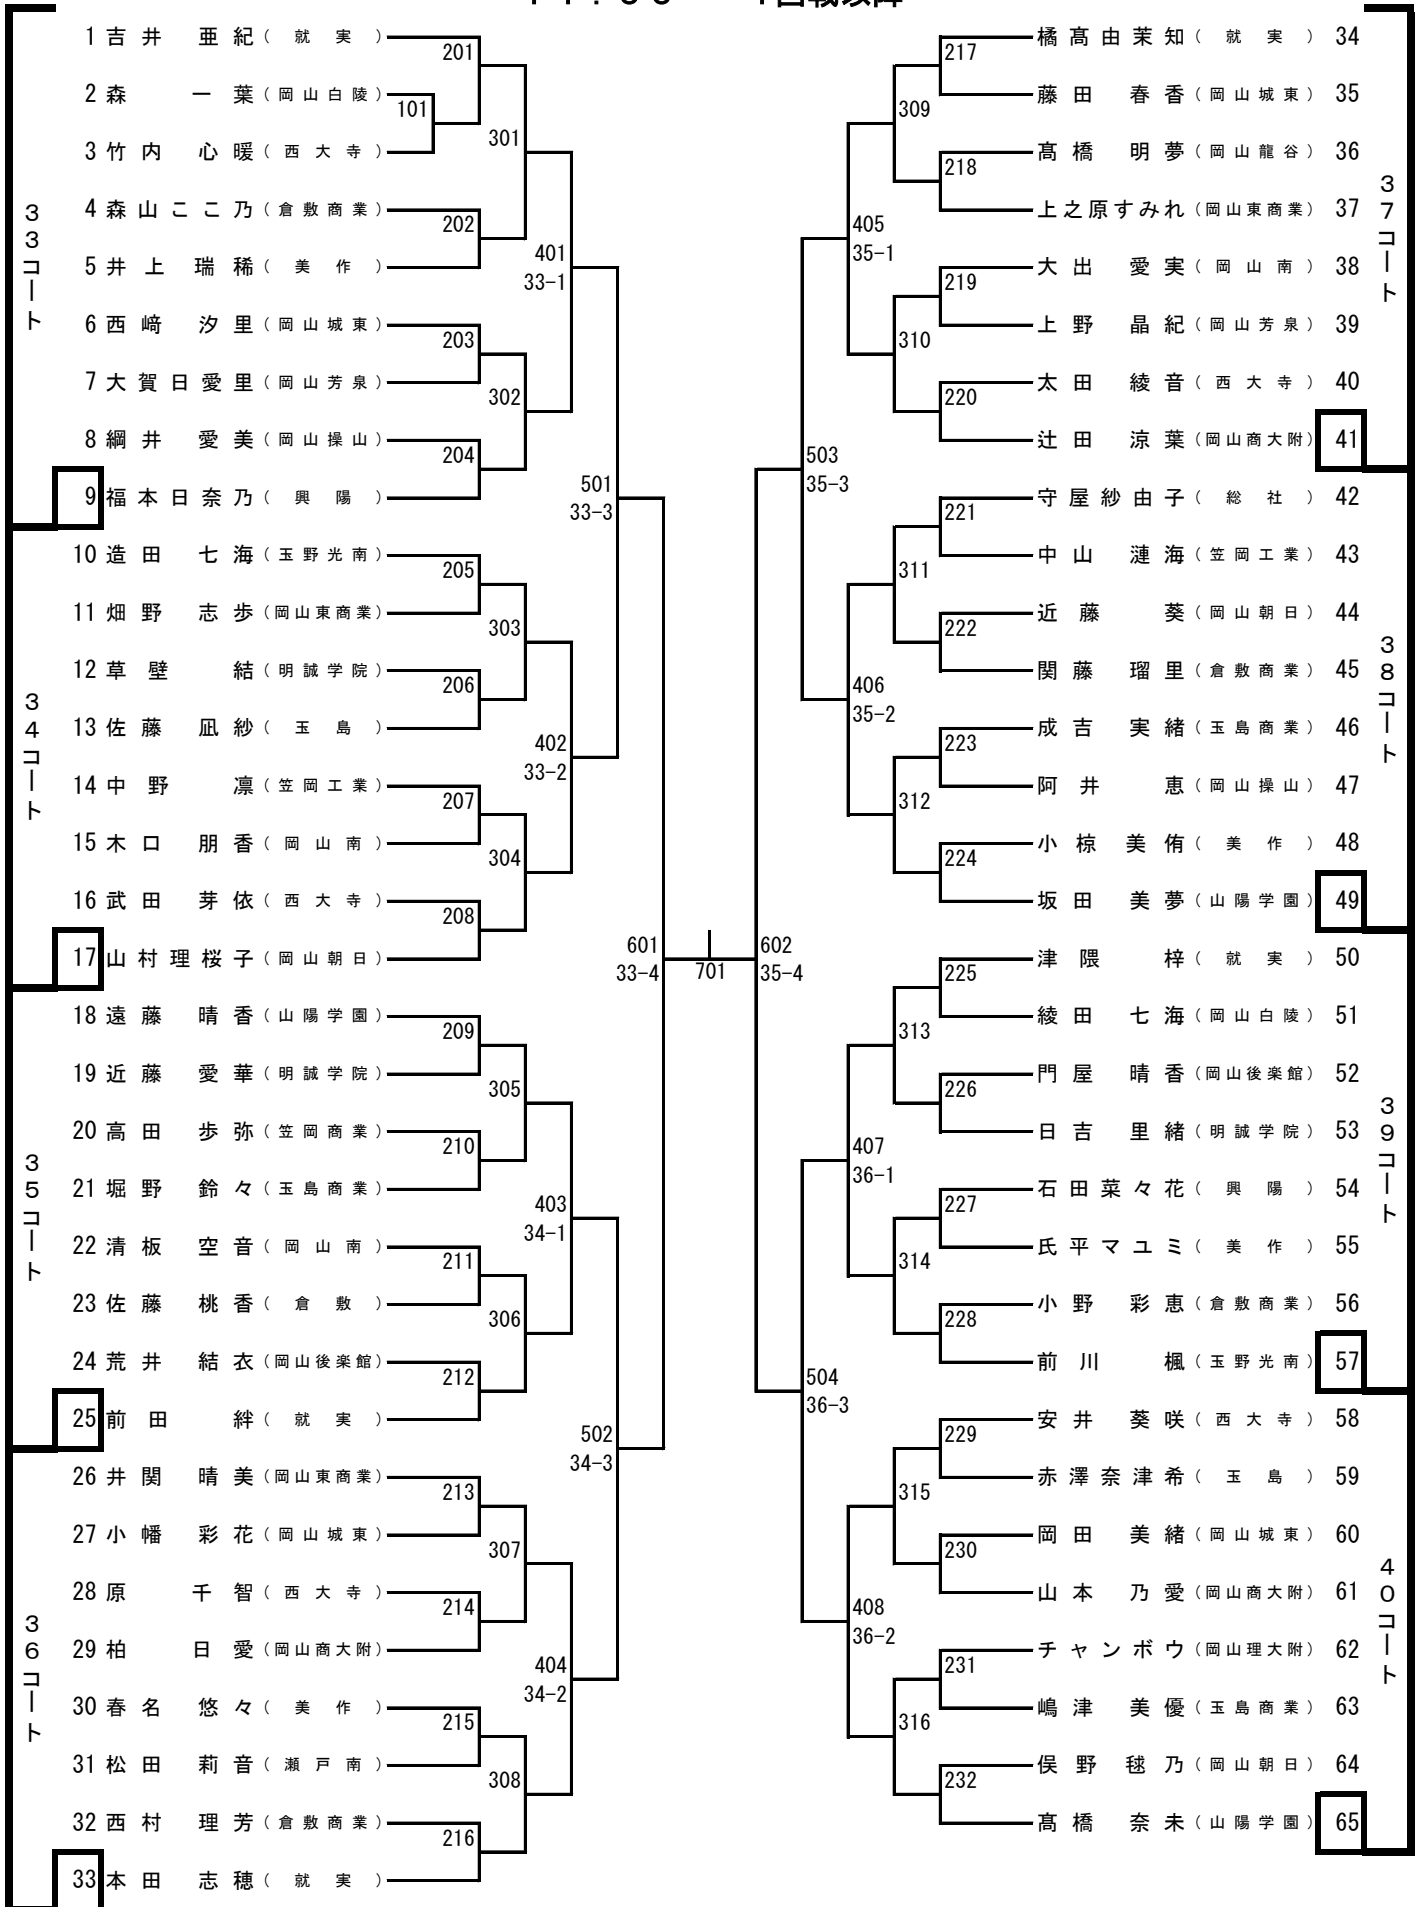 1 吉井 亜紀 (就実)
2 森 一葉 (岡山白陵)
3 竹内 心暖 (西大寺)
4 森山ここ乃 (倉敷商業)
5 井上 瑞稀 (美作)
6 西﨑 汐里 (岡山城東)
7 大賀日愛里 (岡山芳泉)
8 綱井 愛美 (岡山操山)
9 福本日奈乃 (興陽)
10 造田 七海 (玉野光南)
11 畑野 志歩 (岡山東商業)
12 草壁 結 (明誠学院)
13 佐藤 凪紗 (玉島)
14 中野 凛 (笠岡工業)
15 木口 朋香 (岡山南)
16 武田 芽依 (西大寺)
17 山村理桜子 (岡山朝日)
18 遠藤 晴香 (山陽学園)
19 近藤 愛華 (明誠学院)
20 高田 歩弥 (笠岡商業)
21 堀野 鈴々 (玉島商業)
22 清板 空音 (岡山南)
23 佐藤 桃香 (倉敷)
24 荒井 結衣 (岡山後楽館)
25 前田 絆 (就実)
26 井関 晴美 (岡山東商業)
27 小幡 彩花 (岡山城東)
28 原 千智 (西大寺)
29 柏 日愛 (岡山商大附)
30 春名 悠々 (美作)
31 松田 莉音 (瀬戸南)
32 西村 理芳 (倉敷商業)
33 本田 志穂 (就実)
33コート
34コート
35コート
36コート
101
201
202
203
204
205
206
207
208
209
210
211
212
213
214
215
216
301
302
303
304
305
306
307
308
401
33-1
402
33-2
403
34-1
404
34-2
501
33-3
502
34-3
601
33-4
701
602
35-4
503
35-3
504
36-3
405
35-1
406
35-2
407
36-1
408
36-2
309
310
311
312
313
314
315
316
217
218
219
220
221
222
223
224
225
226
227
228
229
230
231
232
橘髙由茉知 (就実) 34
藤田 春香 (岡山城東) 35
髙橋 明夢 (岡山龍谷) 36
上之原すみれ (岡山東商業) 37
大出 愛実 (岡山南) 38
上野 晶紀 (岡山芳泉) 39
太田 綾音 (西大寺) 40
辻田 涼葉 (岡山商大附) 41
守屋紗由子 (総社) 42
中山 漣海 (笠岡工業) 43
近藤 葵 (岡山朝日) 44
関藤 瑠里 (倉敷商業) 45
成吉 実緒 (玉島商業) 46
阿井 恵 (岡山操山) 47
小椋 美侑 (美作) 48
坂田 美夢 (山陽学園) 49
津隈 梓 (就実) 50
綾田 七海 (岡山白陵) 51
門屋 晴香 (岡山後楽館) 52
日吉 里緒 (明誠学院) 53
石田菜々花 (興陽) 54
氏平マユミ (美作) 55
小野 彩恵 (倉敷商業) 56
前川 楓 (玉野光南) 57
安井 葵咲 (西大寺) 58
赤澤奈津希 (玉島) 59
岡田 美緒 (岡山城東) 60
山本 乃愛 (岡山商大附) 61
チャンボウ (岡山理大附) 62
嶋津 美優 (玉島商業) 63
俣野 毬乃 (岡山朝日) 64
髙橋 奈未 (山陽学園) 65
37コート
38コート
39コート
40コート